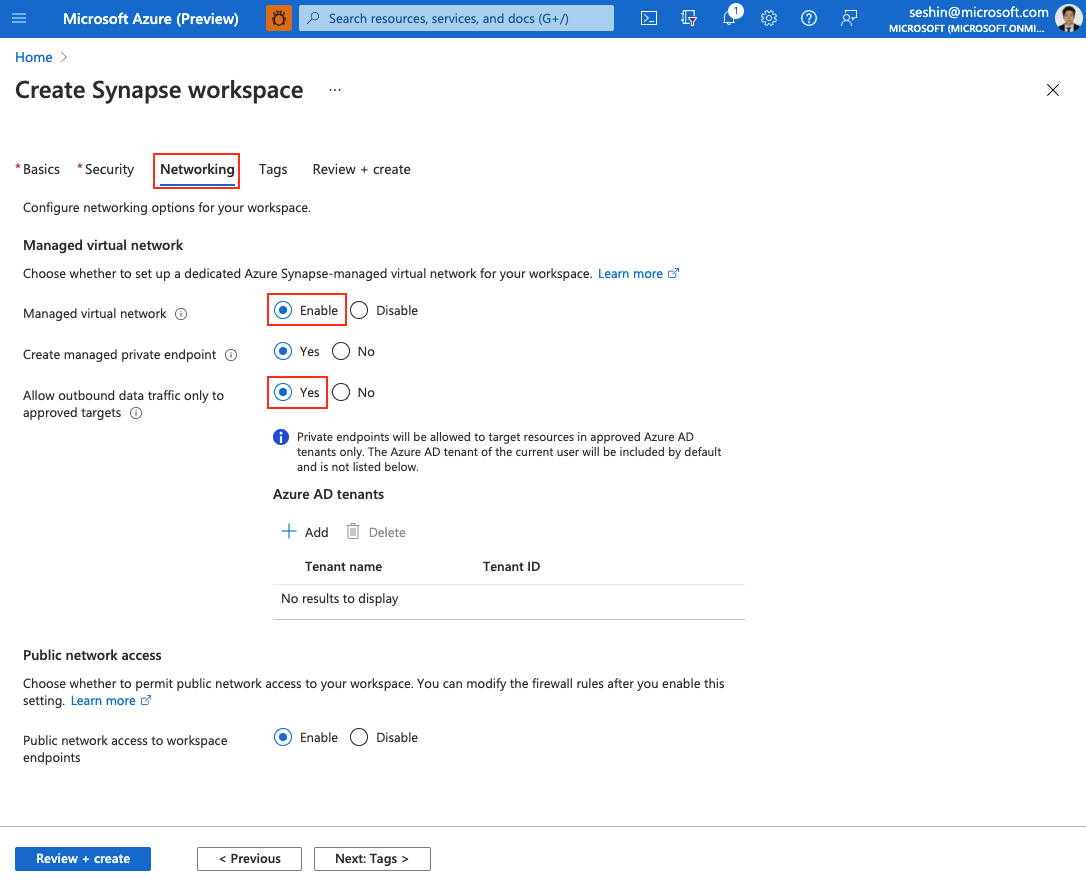 Microsoft Azure (Preview)
Search resources, services, and docs (G+/)
1
seshin@microsoft.com
MICROSOFT (MICROSOFT.ONMI...
Home
Create Synapse workspace
...
* Basics * Security Networking Tags Review + create
Configure networking options for your workspace.
Managed virtual network
Choose whether to set up a dedicated Azure Synapse-managed virtual network for your workspace. Learn more
Managed virtual network Enable Disable
Create managed private endpoint Yes No
Allow outbound data traffic only to
approved targets
Yes No
Private endpoints will be allowed to target resources in approved Azure AD
tenants only. The Azure AD tenant of the current user will be included by default
and is not listed below.
Azure AD tenants
Add Delete
Tenant name Tenant ID
No results to display
Public network access
Choose whether to permit public network access to your workspace. You can modify the firewall rules after you enable this
setting. Learn more
Public network access to workspace
endpoints
Enable Disable
Review + create < Previous Next: Tags >